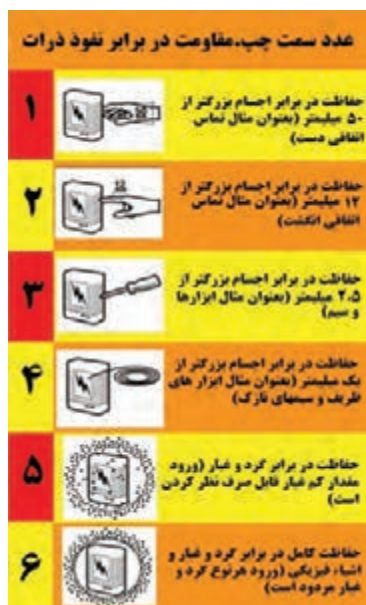 عدد سمت چپ-مقاومت در برابر نفوذ ذرات
۱
حفاظت در برابر اجسام بزرگتر از
۵۰ میلیمتر (بعنوان مثال تماس
اتفاقی دست)
۲
حفاظت در برابر اجسام بزرگتر از
۱۲ میلیمتر (بعنوان مثال تماس
اتفاقی انگشت)
۳
حفاظت در برابر اجسام بزرگتر از
۲.۵ میلیمتر (بعنوان مثال ابزارها
و سیم)
۴
حفاظت در برابر اجسام بزرگتر از
یک میلیمتر (بعنوان مثال ابزار های
ظریف و سیمهای نازک)
۵
حفاظت در برابر گرد و غبار (ورود
مقدار کم غبار قابل صرف نظر کردن
است)
۶
حفاظت کامل در برابر گرد و غبار و
اشیاء فیزیکی (ورود هرنوع گرد و
غبار مردود است)